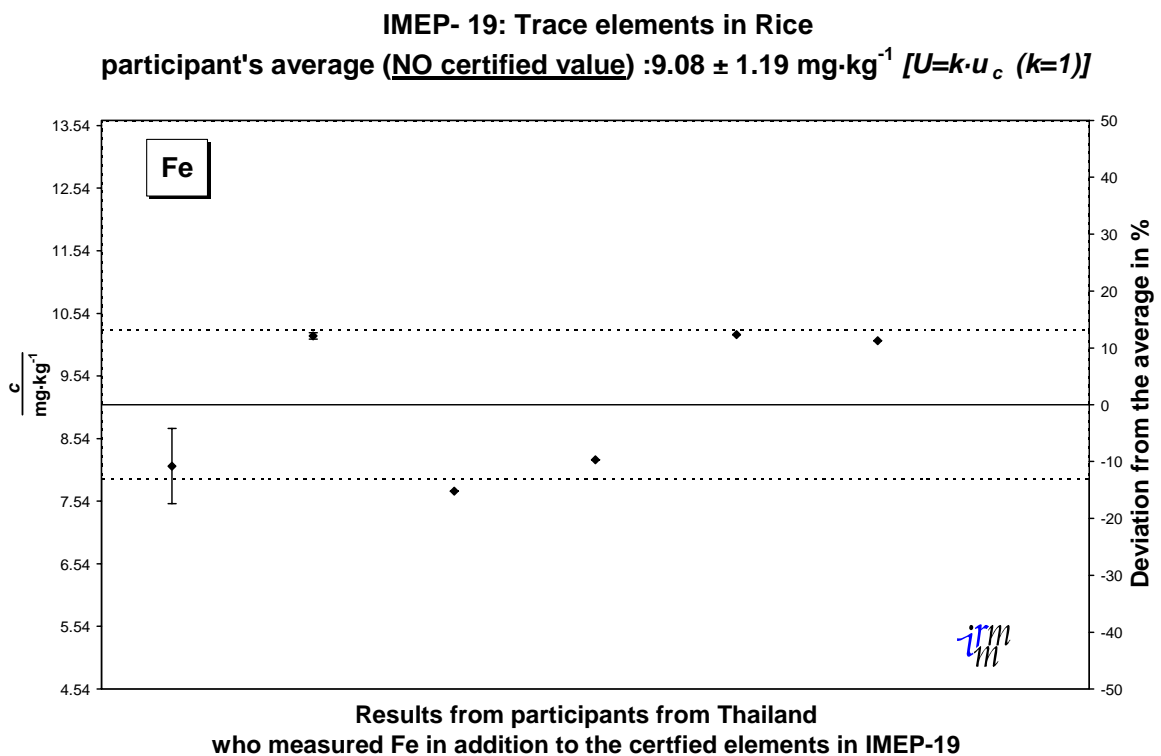 IMEP- 19: Trace elements in Rice
participant's average (NO certified value) :9.08 ± 1.19 mg·kg-1 [U=k·u c (k=1)]
13.54
12.54
11.54
10.54
9.54
8.54
7.54
6.54
5.54
4.54
c
mg·kg-1
Fe
50
40
30
20
10
0
-10
-20
-30
-40
-50
Deviation from the average in %
irm
m
Results from participants from Thailand
who measured Fe in addition to the certfied elements in IMEP-19